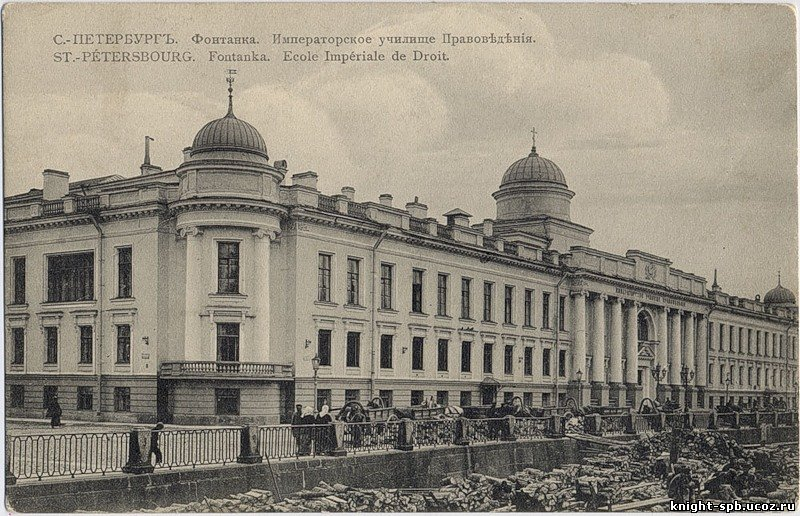 С.-ПЕТЕРБУРГЪ. Фонтанка. Императорское училище Правовѣдѣнія.
ST.-PÉTERSBOURG. Fontanka. Ecole Impériale de Droit.
knight-spb.ucoz.ru